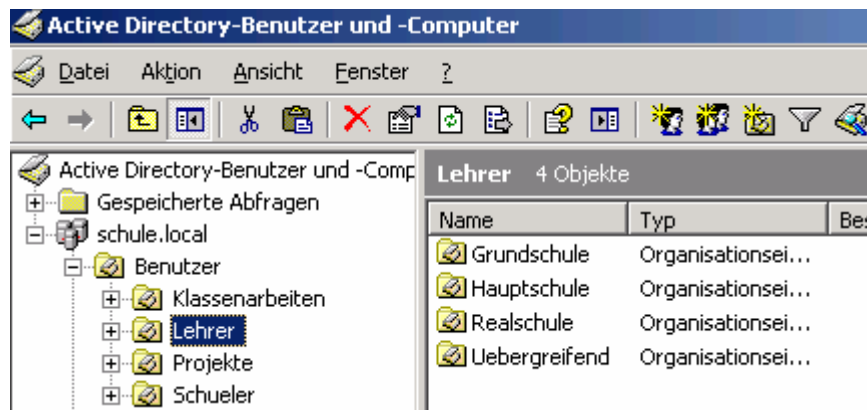 Active Directory-Benutzer und -Computer
Datei Aktion Ansicht Fenster ?
Active Directory-Benutzer und -Comp
Gespeicherte Abfragen
schule.local
Benutzer
Klassenarbeiten
Lehrer
Projekte
Schueler
Lehrer 4 Objekte
Name Typ Bes
Grundschule Organisationsei...
Hauptschule Organisationsei...
Realschule Organisationsei...
Uebergreifend Organisationsei...